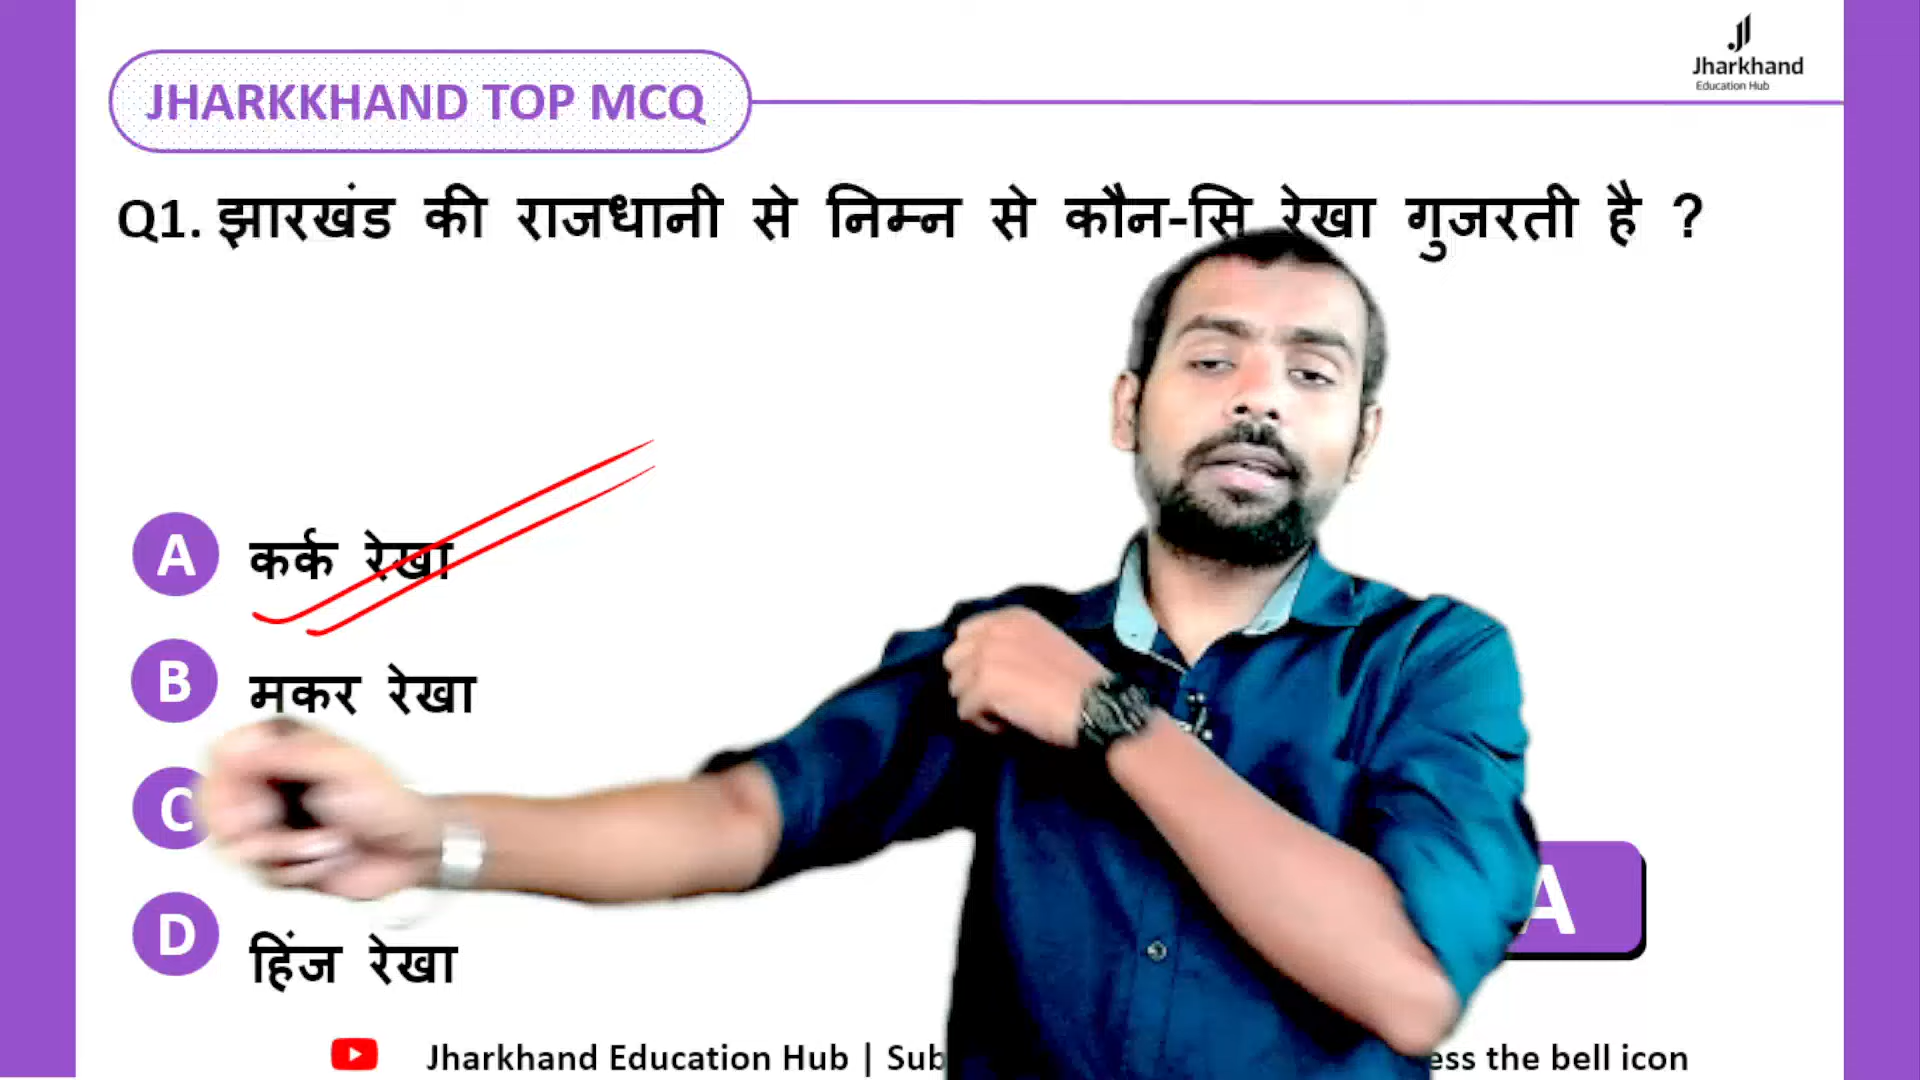 Jharkhand
Education Hub
JHARKKHAND TOP MCQ
Q1. झारखंड की राजधानी से निम्न से कौन-सि रेखा गुजरती है ?
A कर्क रेखा
B मकर रेखा
C
D हिंज रेखा
A
Jharkhand Education Hub | Sub
the bell icon